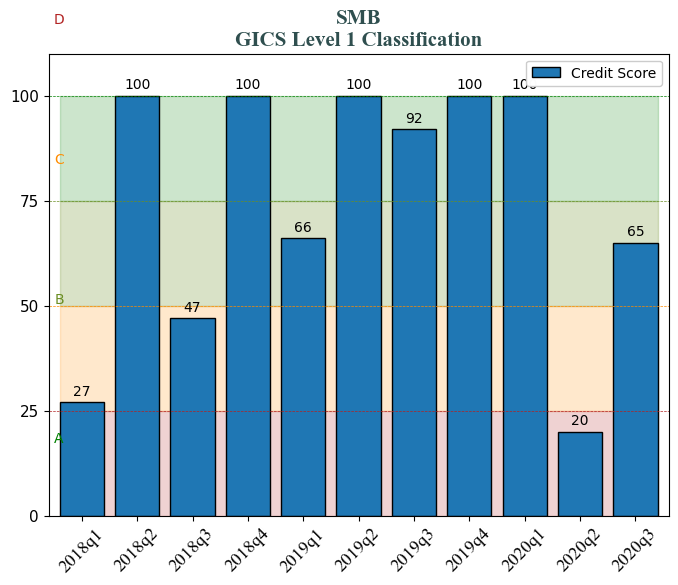 D
SMB
GICS Level 1 Classification
Credit Score
100
75
50
25
0
C
B
A
27
100
47
100
66
100
92
100
100
20
65
2018q1
2018q2
2018q3
2018q4
2019q1
2019q2
2019q3
2019q4
2020q1
2020q2
2020q3